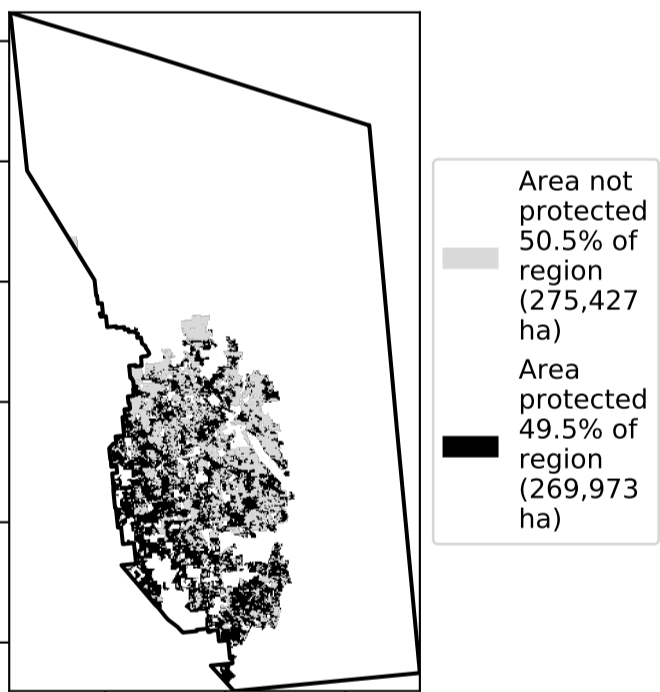 Area not
protected
50.5% of
region
(275,427
ha)
Area
protected
49.5% of
region
(269,973
ha)